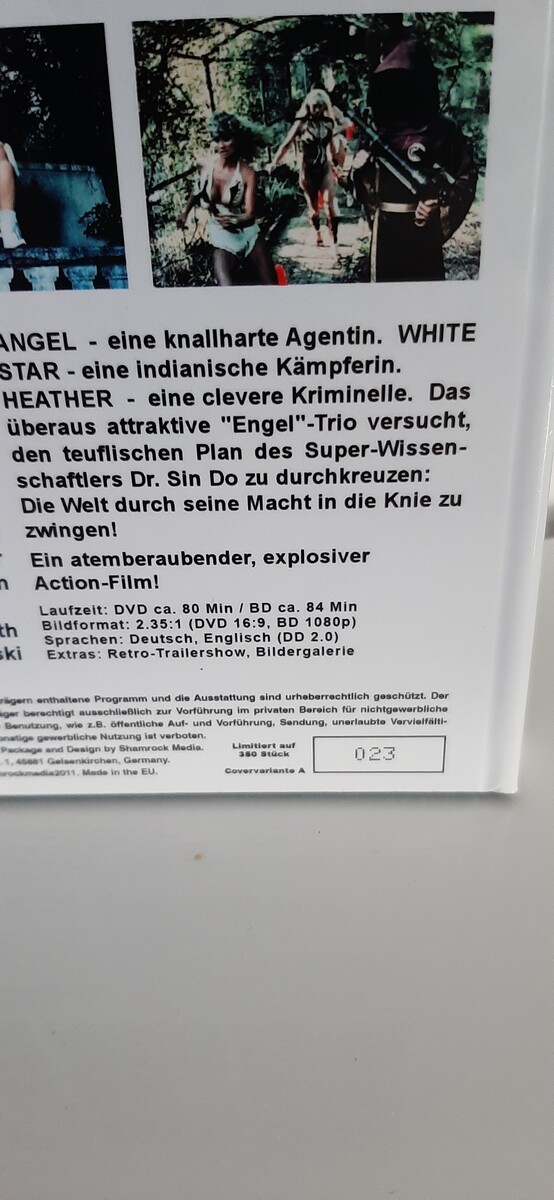 ANGEL - eine knallharte Agentin. WHITE
STAR - eine indianische Kämpferin.
HEATHER - eine clevere Kriminelle. Das
überaus attraktive "Engel"-Trio versucht,
den teuflischen Plan des Super-Wissen-
schaftlers Dr. Sin Do zu durchkreuzen:
Die Welt durch seine Macht in die Knie zu
zwingen!
Ein atemberaubender, explosiver
Action-Film!
Laufzeit: DVD ca. 80 Min / BD ca. 84 Min
Bildformat: 2.35:1 (DVD 16:9, BD 1080p)
th
Sprachen: Deutsch, Englisch (DD 2.0)
ski
Extras: Retro-Trailershow, Bildergalerie
rägern enthaltene Programm und die Ausstattung sind urheberrechtlich geschützt. Der
äger berechtigt ausschließlich zur Vorführung im privaten Bereich für nichtgewerbliche
Benutzung, wie z.B. öffentliche Auf- und Vorführung, Sendung, unerlaubte Vervielfälti-
onstige gewerbliche Nutzung ist verboten.
Package and Design by Shamrock Media.
1, 45881 Gelsenkirchen, Germany.
rockmedia2011. Made in the EU.
Limitiert auf
350 Stück
Covervariante A
023